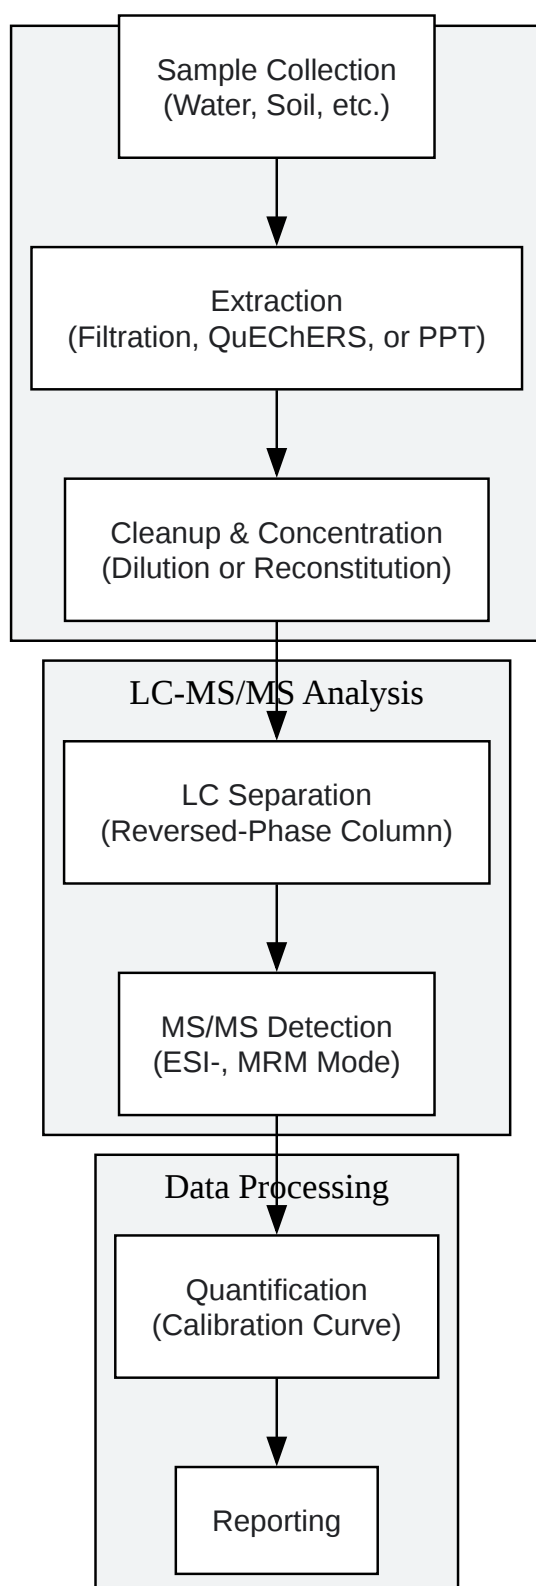 Sample Collection
(Water, Soil, etc.)
Extraction
(Filtration, QuEChERS, or PPT)
Cleanup & Concentration
(Dilution or Reconstitution)
LC-MS/MS Analysis
LC Separation
(Reversed-Phase Column)
MS/MS Detection
(ESI-, MRM Mode)
Data Processing
Quantification
(Calibration Curve)
Reporting